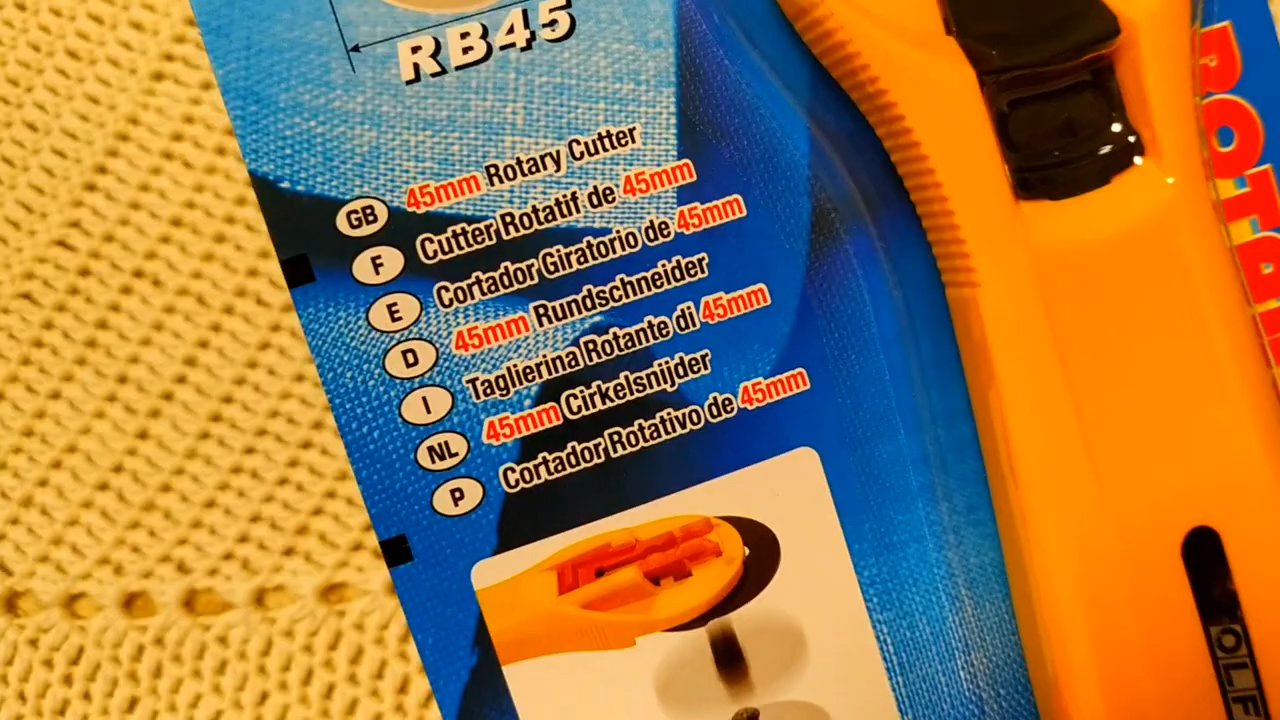 RB45
GB 45mm Rotary Cutter
F Cutter Rotatif de 45mm
E Cortador Giratorio de 45mm
D 45mm Rundschneider
I Taglierina Rotante di 45mm
NL 45mm Cirkelsnijder
P Cortador Rotativo de 45mm